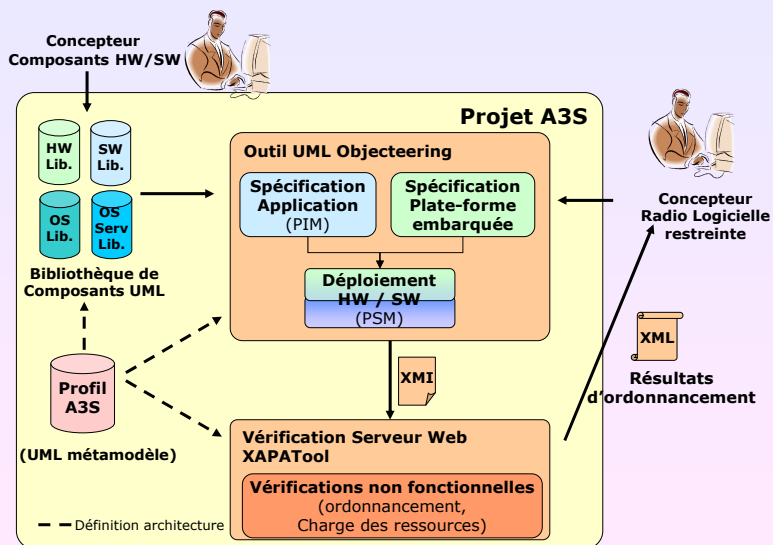 Concepteur
Composants HW/SW
Projet A3S
HW
Lib.
SW
Lib.
OS
Lib.
OS
Serv
Lib.
Bibliothèque de
Composants UML
Outil UML Objecteering
Spécification
Application
(PIM)
Spécification
Plate-forme
embarquée
Déploiement
HW / SW
(PSM)
Concepteur
Radio Logicielle
restreinte
XMI
XML
Résultats
d'ordonnancement
Profil
A3S
(UML métamodèle)
Vérification Serveur Web
XAPATool
Vérifications non fonctionnelles
(ordonnancement,
Charge des ressources)
Définition architecture